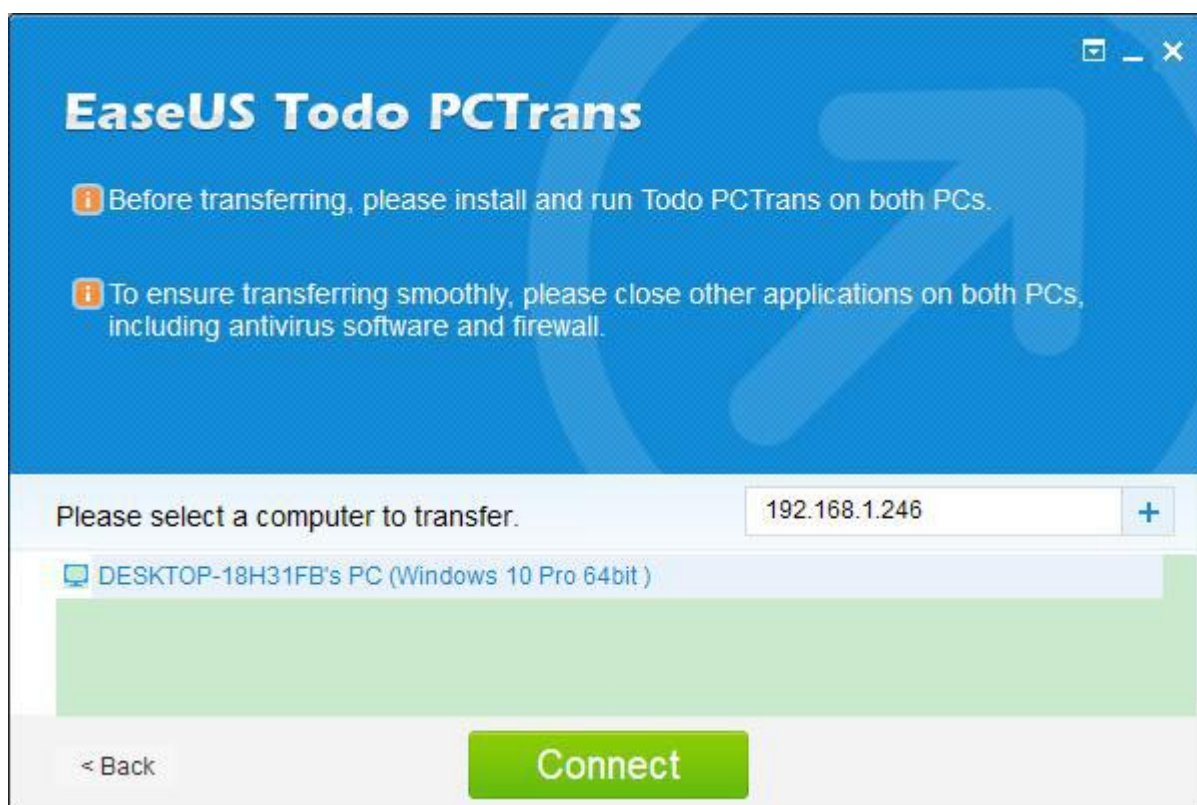 EaseUS Todo PCTrans
Before transferring, please install and run Todo PCTrans on both PCs.
To ensure transferring smoothly, please close other applications on both PCs,
including antivirus software and firewall.
Please select a computer to transfer.
192.168.1.246
+
DESKTOP-18H31FB's PC (Windows 10 Pro 64bit )
< Back
Connect